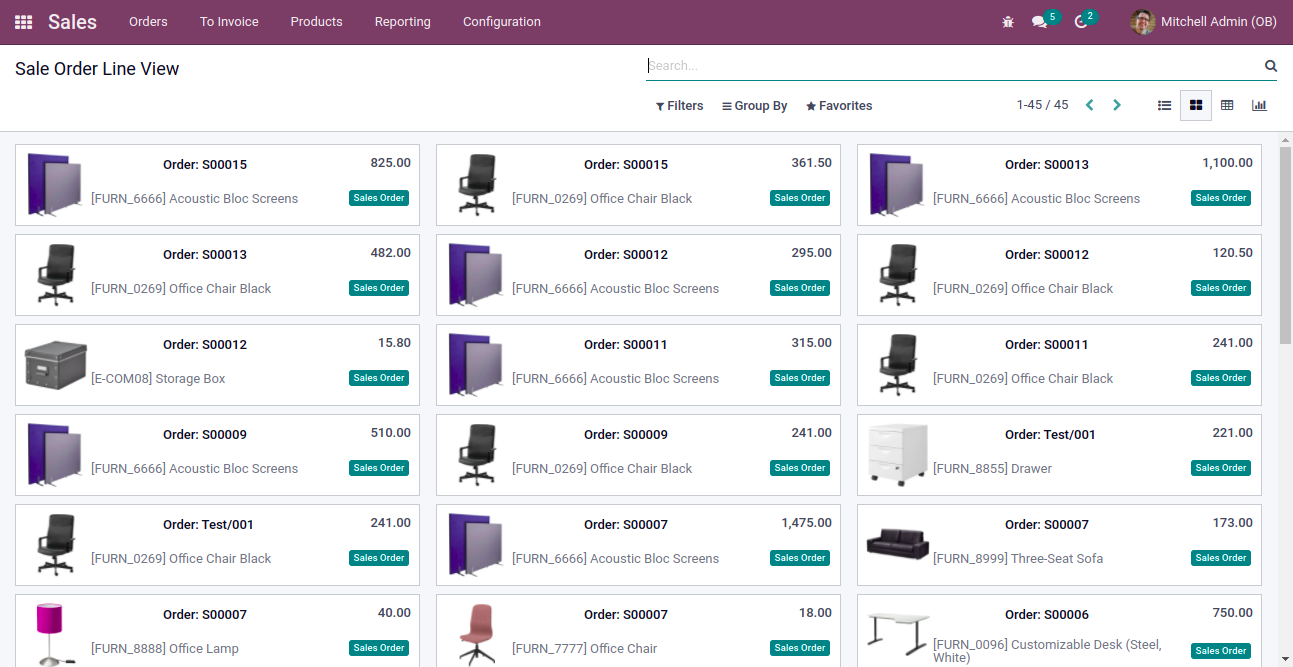 Sales Orders To Invoice Products Reporting Configuration 5 2 Mitchell Admin (OB)
Sale Order Line View
Search...
Filters Group By Favorites 1-45 / 45
Order: S00015 825.00
[FURN_6666] Acoustic Bloc Screens Sales Order
Order: S00015 361.50
[FURN_0269] Office Chair Black Sales Order
Order: S00013 1,100.00
[FURN_6666] Acoustic Bloc Screens Sales Order
Order: S00013 482.00
[FURN_0269] Office Chair Black Sales Order
Order: S00012 295.00
[FURN_6666] Acoustic Bloc Screens Sales Order
Order: S00012 120.50
[FURN_0269] Office Chair Black Sales Order
Order: S00012 15.80
[E-COM08] Storage Box Sales Order
Order: S00011 315.00
[FURN_6666] Acoustic Bloc Screens Sales Order
Order: S00011 241.00
[FURN_0269] Office Chair Black Sales Order
Order: S00009 510.00
[FURN_6666] Acoustic Bloc Screens Sales Order
Order: S00009 241.00
[FURN_0269] Office Chair Black Sales Order
Order: Test/001 221.00
[FURN_8855] Drawer Sales Order
Order: Test/001 241.00
[FURN_0269] Office Chair Black Sales Order
Order: S00007 1,475.00
[FURN_6666] Acoustic Bloc Screens Sales Order
Order: S00007 173.00
[FURN_8999] Three-Seat Sofa Sales Order
Order: S00007 40.00
[FURN_8888] Office Lamp Sales Order
Order: S00007 18.00
[FURN_7777] Office Chair Sales Order
Order: S00006 750.00
[FURN_0096] Customizable Desk (Steel, Sales Order
White)